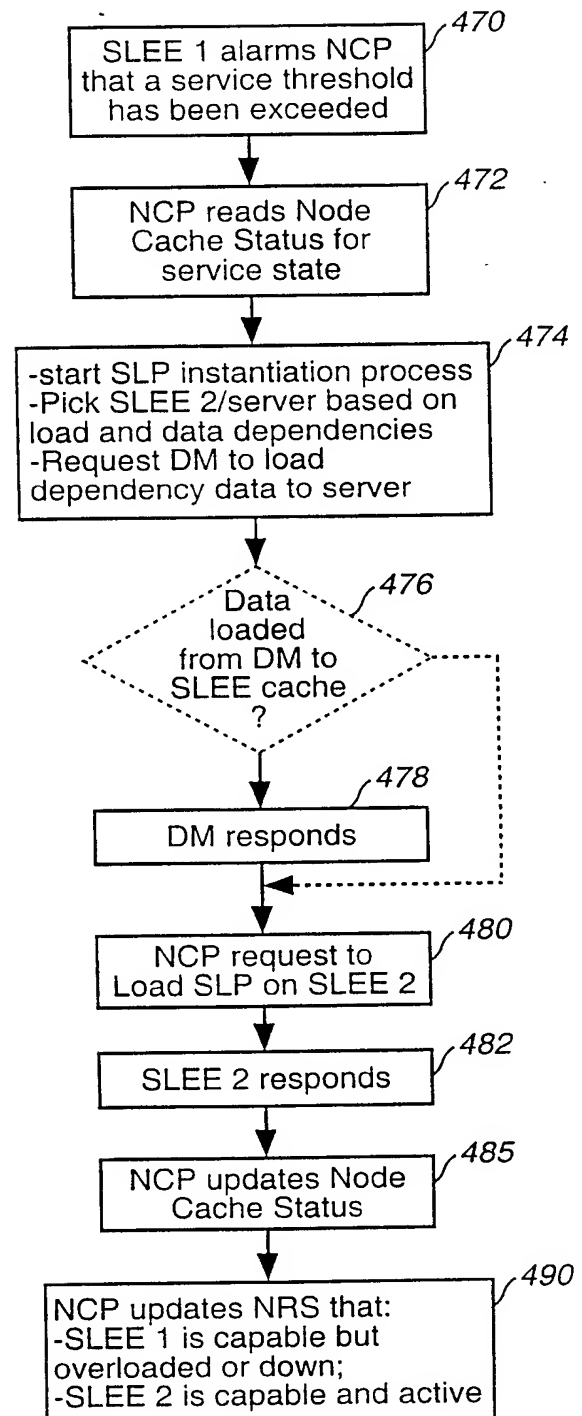 470
SLEE 1 alarms NCP
that a service threshold
has been exceeded
472
NCP reads Node
Cache Status for
service state
474
-start SLP instantiation process
-Pick SLEE 2/server based on
load and data dependencies
-Request DM to load
dependency data to server
476
Data
loaded
from DM to
SLEE cache
?
478
DM responds
480
NCP request to
Load SLP on SLEE 2
482
SLEE 2 responds
485
NCP updates Node
Cache Status
490
NCP updates NRS that:
-SLEE 1 is capable but
overloaded or down;
-SLEE 2 is capable and active